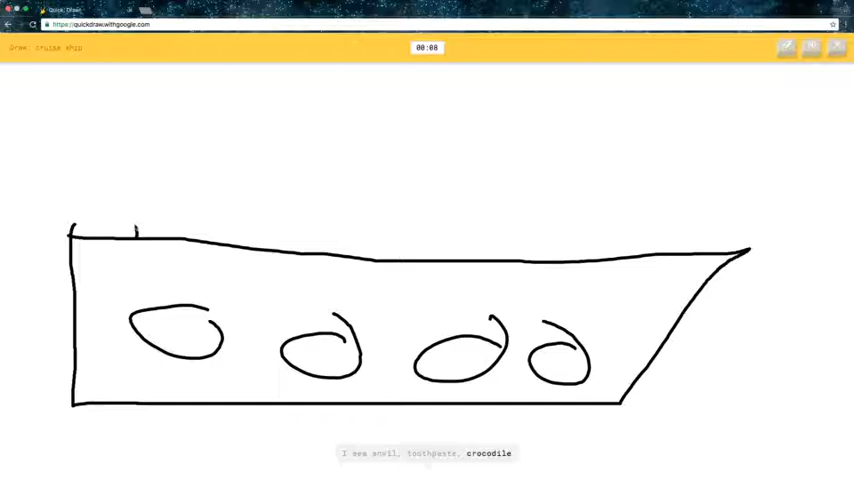 Quick, Draw!
https://quickdraw.withgoogle.com
Draw: cruise ship
00:08
I see anvil, toothpaste, crocodile